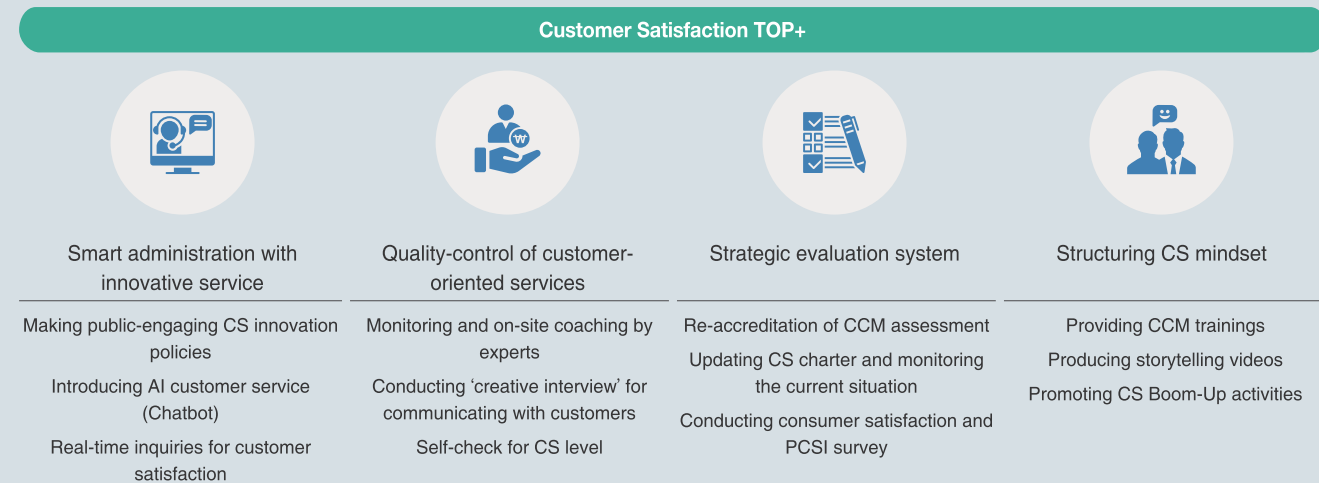 Customer Satisfaction TOP+
₩
Smart administration with
innovative service
Making public-engaging CS innovation
policies
Introducing AI customer service
(Chatbot)
Real-time inquiries for customer
satisfaction
Quality-control of customer-
oriented services
Monitoring and on-site coaching by
experts
Conducting ‘creative interview’ for
communicating with customers
Self-check for CS level
Strategic evaluation system
Re-accreditation of CCM assessment
Updating CS charter and monitoring
the current situation
Conducting consumer satisfaction and
PCSI survey
Structuring CS mindset
Providing CCM trainings
Producing storytelling videos
Promoting CS Boom-Up activities